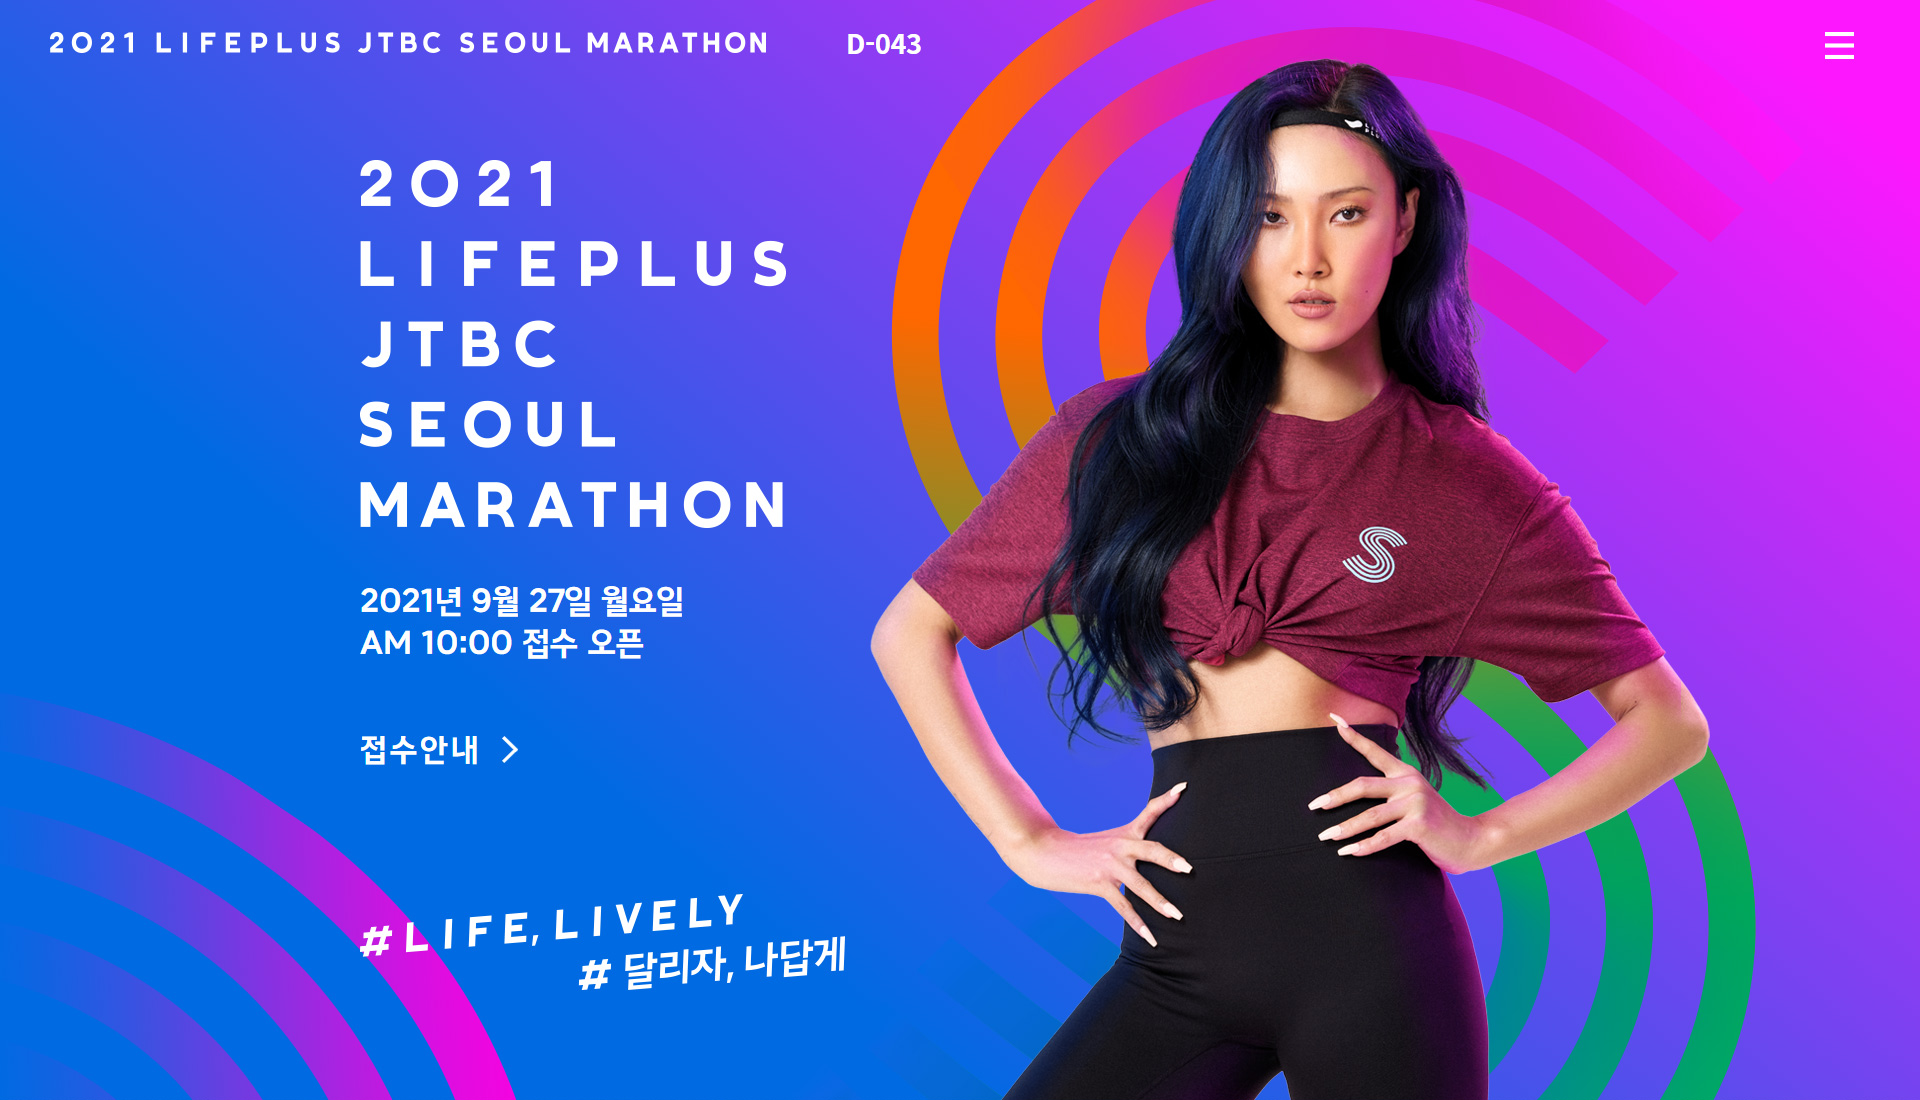 2021 LIFEPLUS JTBC SEOUL MARATHON
D-043
2021
LIFEPLUS
JTBC
SEOUL
MARATHON
2021년 9월 27일 월요일
AM 10:00 접수 오픈
접수안내
#LIFE, LIVELY
# 달리자, 나답게
S